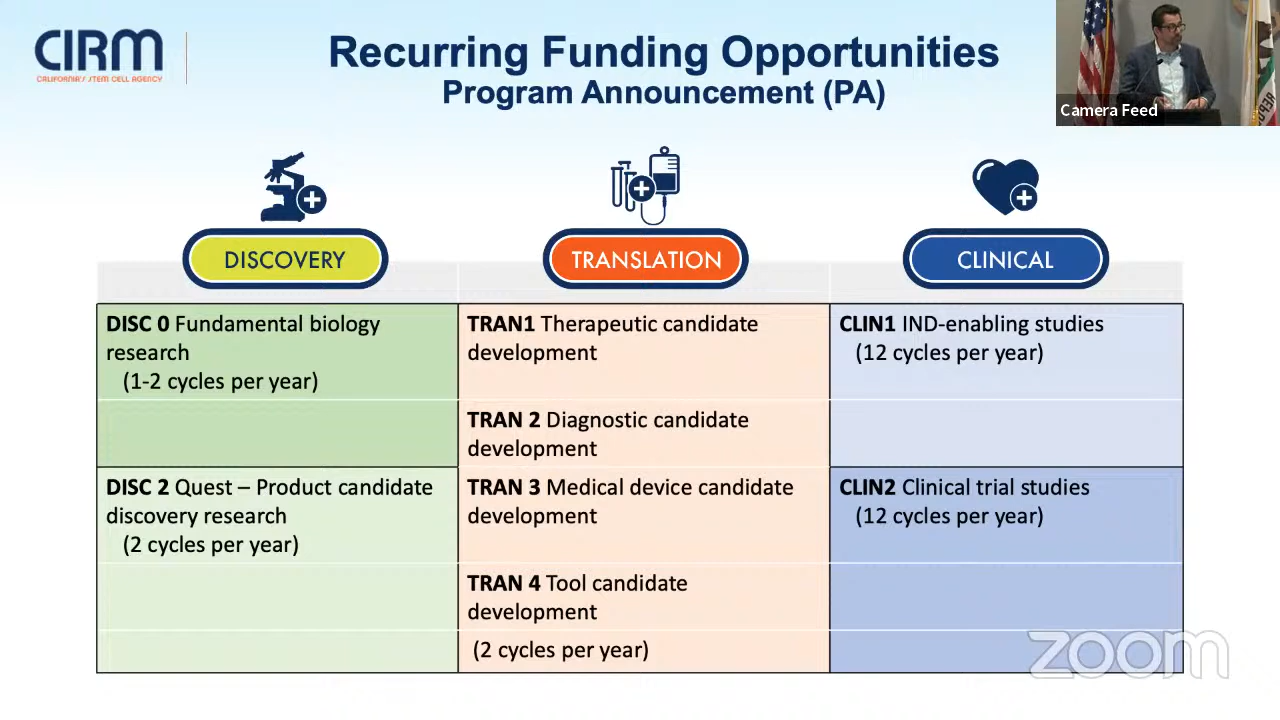 CIRM
CALIFORNIA'S STEM CELL AGENCY
Recurring Funding Opportunities
Program Announcement (PA)
Camera Feed
DISCOVERY
TRANSLATION
CLINICAL
DISC 0 Fundamental biology
research
(1-2 cycles per year)
DISC 2 Quest – Product candidate
discovery research
(2 cycles per year)
TRAN1 Therapeutic candidate
development
TRAN 2 Diagnostic candidate
development
TRAN 3 Medical device candidate
development
TRAN 4 Tool candidate
development
(2 cycles per year)
CLIN1 IND-enabling studies
(12 cycles per year)
CLIN2 Clinical trial studies
(12 cycles per year)
zoom